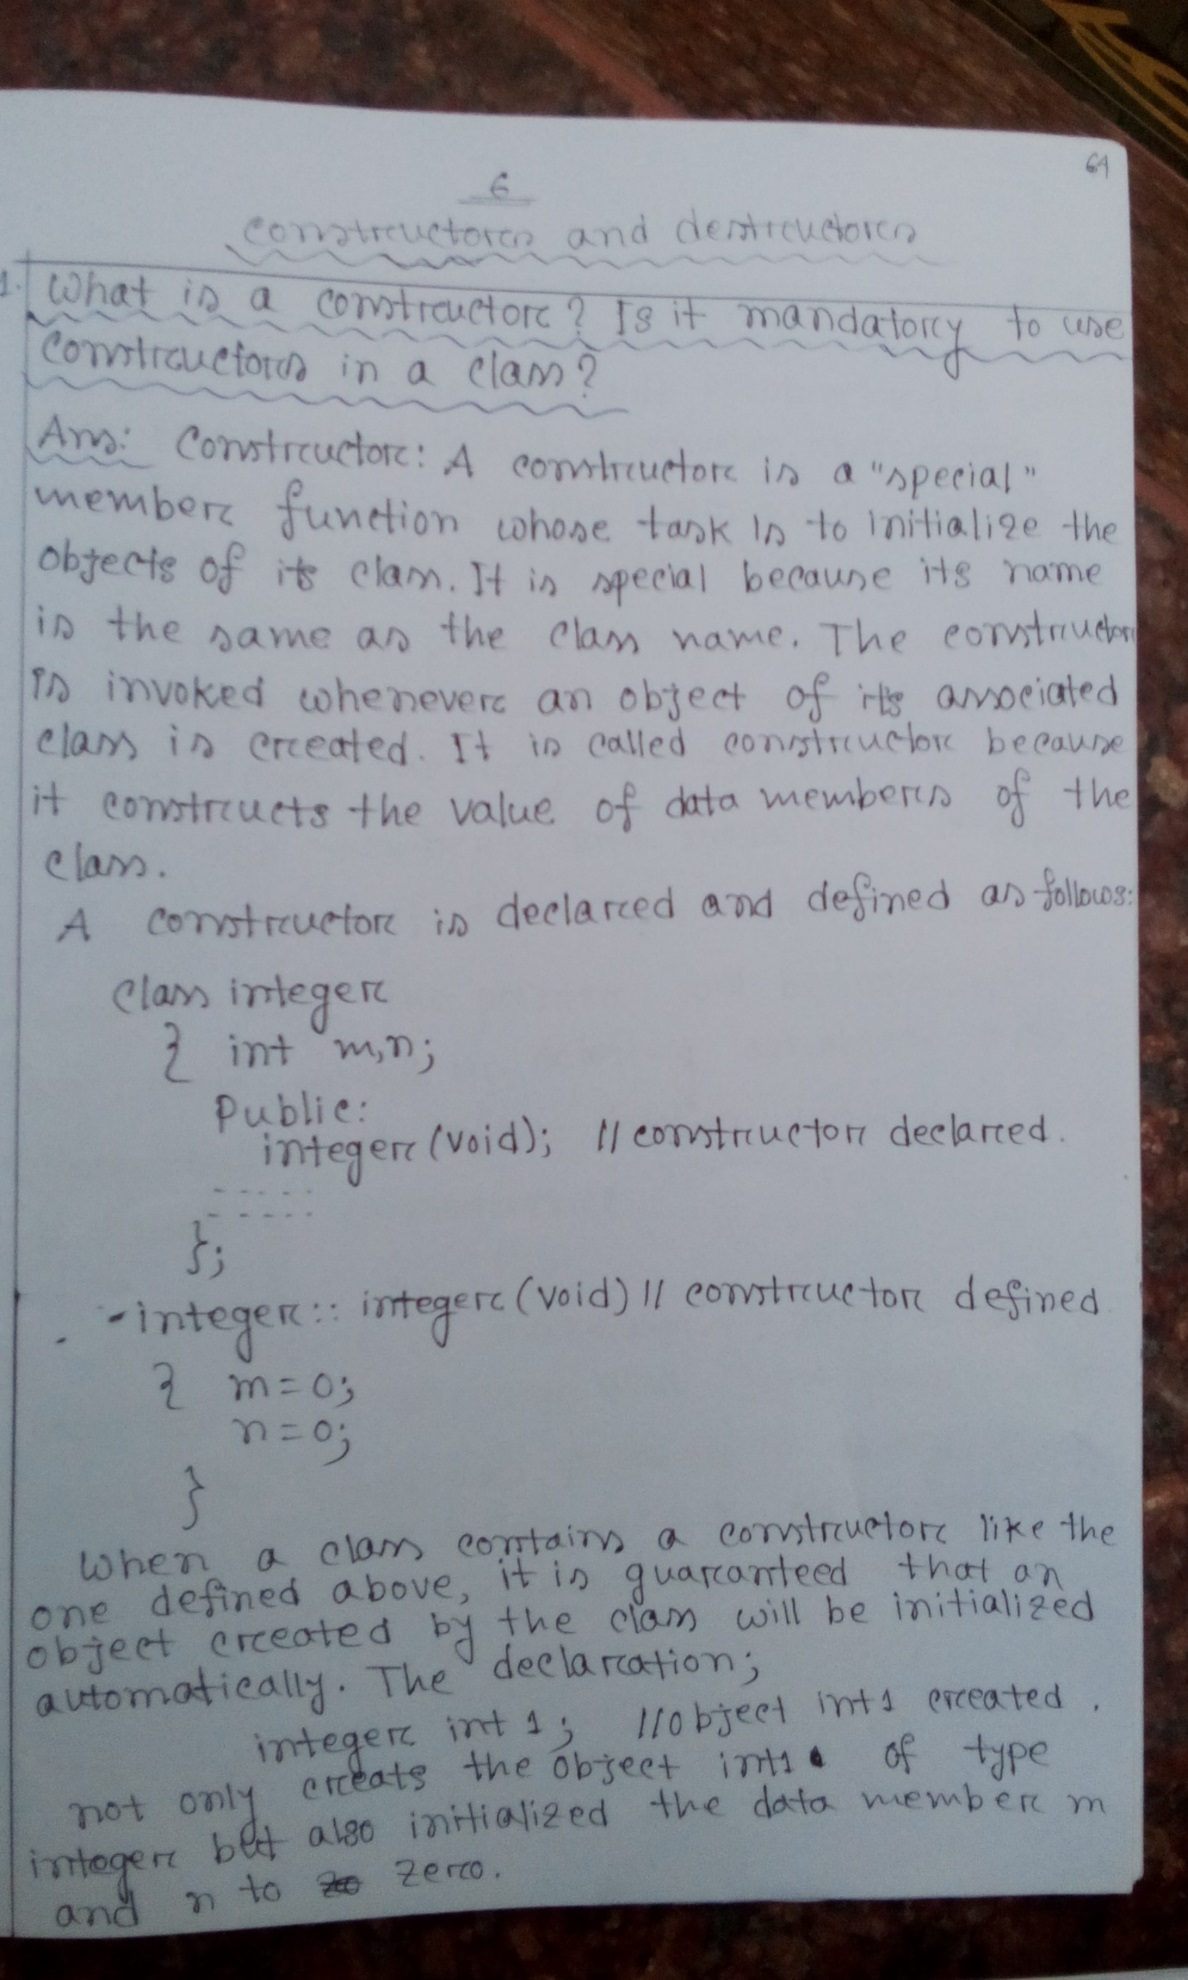 64
6
constructors and destructors
1. What is a constructor? Is it mandatory to use
constructors in a class?
Ans: Constructor: A constructor is a "special"
member function whose task is to initialize the
objects of its class. It is special because its name
is the same as the class name. The constructor
is invoked whenever an object of its associated
class is created. It is called constructor because
it constructs the value of data members of the
class.
A constructor is declared and defined as follows:
class integer
{ int m,n;
Public:
integer (void); // constructor declared.
- - - - -
- - - - -
};
- integer :: integer (void) // constructor defined
{ m = 0;
n = 0;
}
When a class contains a constructor like the
one defined above, it is guaranteed that an
object created by the class will be initialized
automatically. The declaration;
integer int 1; //object int1 created.
not only creats the object int1 of type
integer but also initialized the data member m
and n to zero.